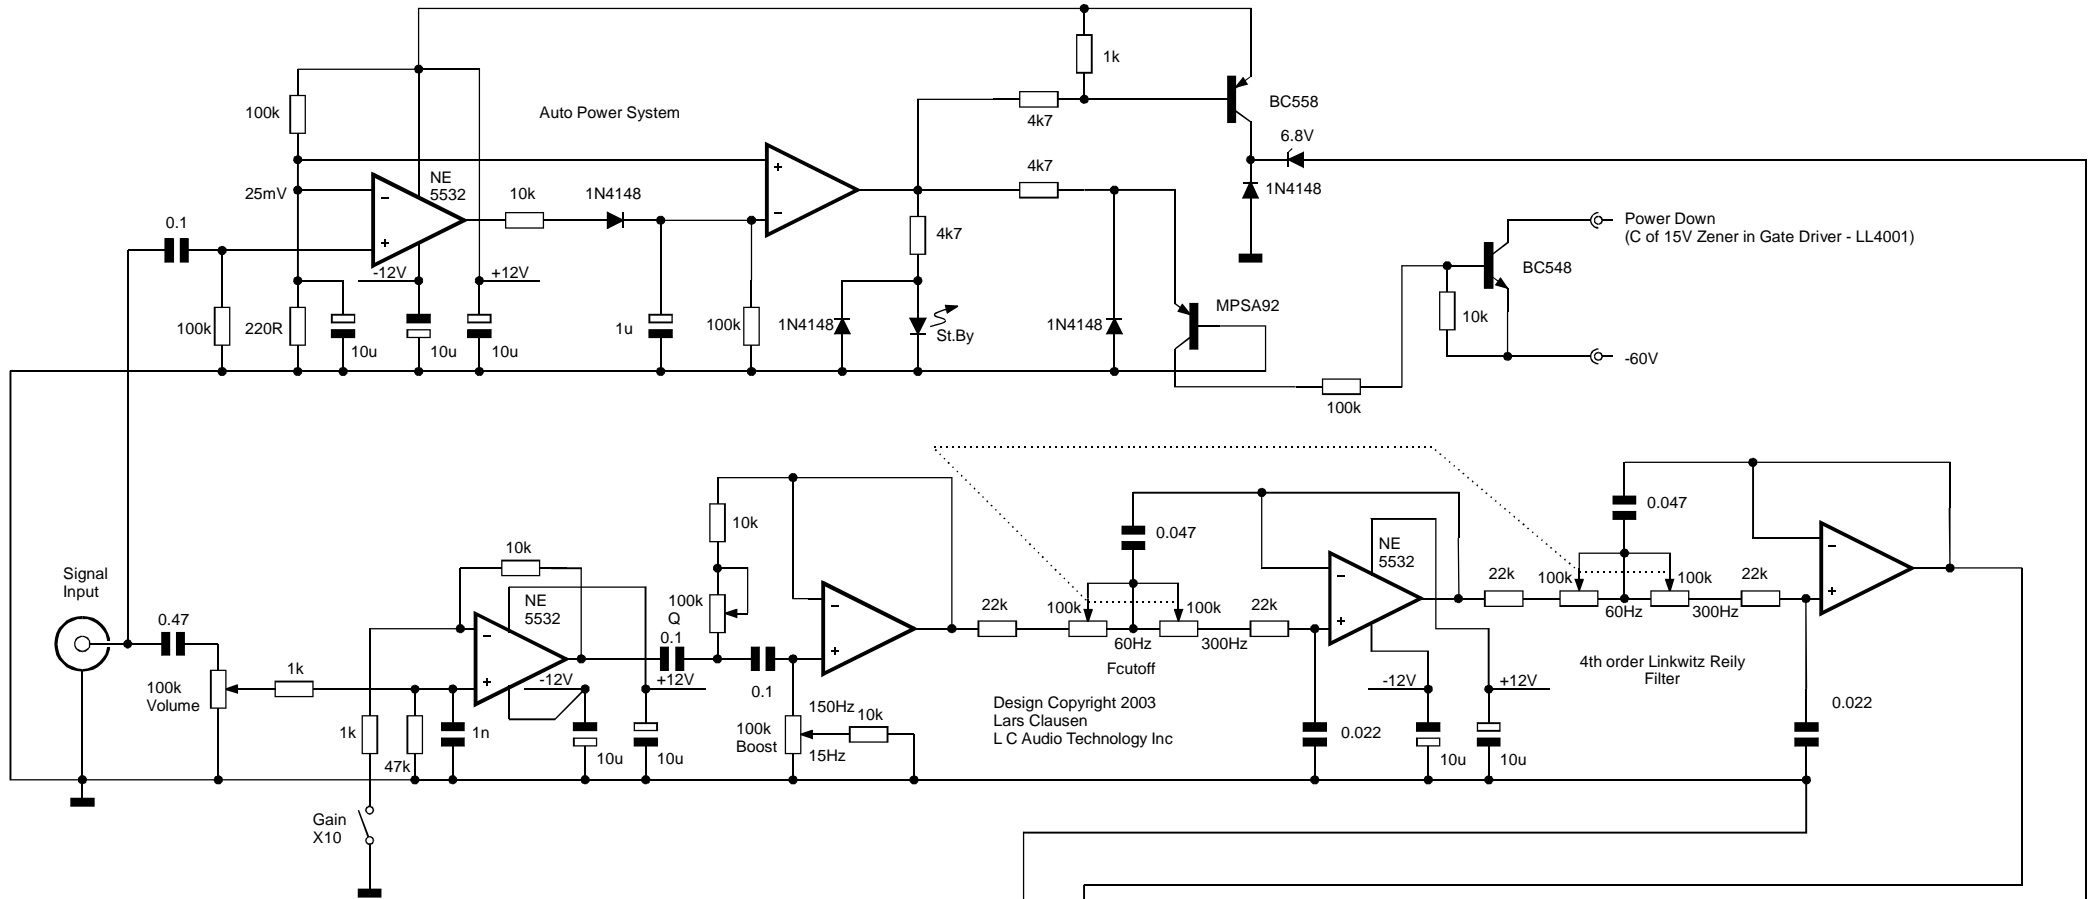 1k
BC558
4k7
6.8V
100k
Auto Power System
4k7
1N4148
25mV
NE
5532
10k
1N4148
0.1
-12V
+12V
4k7
Power Down
(C of 15V Zener in Gate Driver - LL4001)
BC548
100k
220R
10u
10u
10u
1u
100k
1N4148
St.By
1N4148
MPSA92
10k
-60V
100k
Signal
Input
0.47
100k
Volume
1k
10k
NE
5532
-12V
+12V
1k
47k
1n
10u
10u
Gain
X10
10k
100k
Q
0.1
0.1
100k
Boost
150Hz
15Hz
10k
22k
100k
0.047
100k
60Hz
300Hz
Fcutoff
22k
NE
5532
-12V
+12V
0.022
10u
10u
Design Copyright 2003
Lars Clausen
L C Audio Technology Inc
22k
100k
0.047
100k
60Hz
300Hz
22k
4th order Linkwitz Reily
Filter
0.022